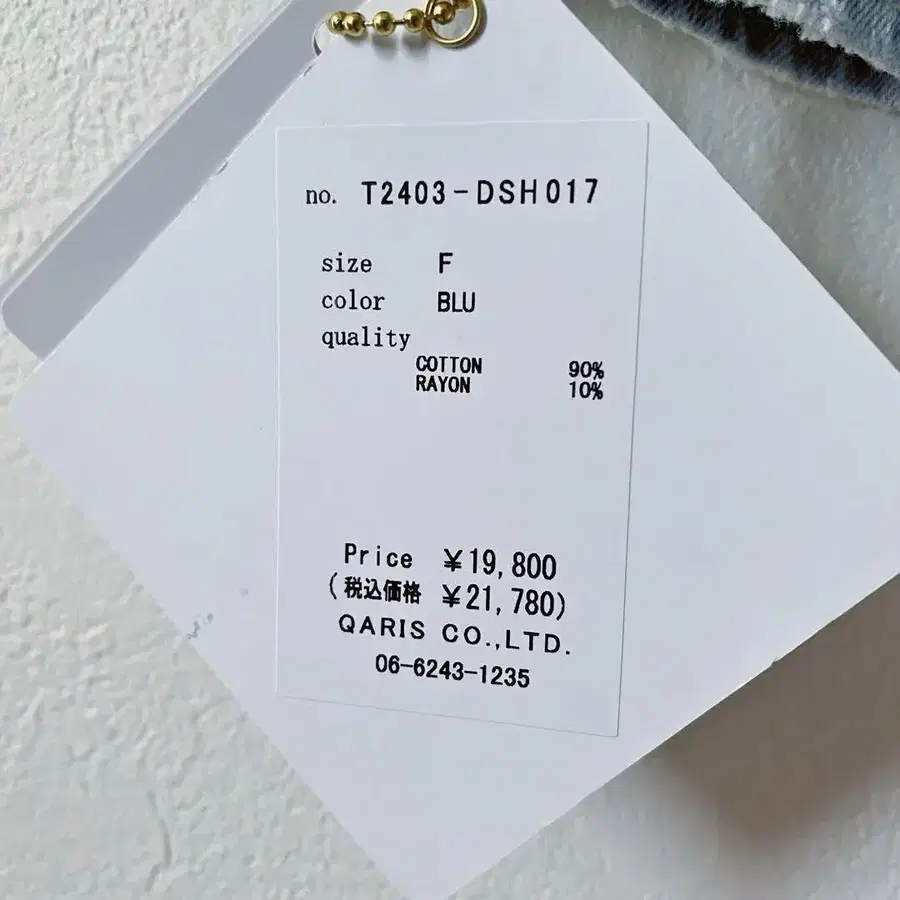 no. T2403-DSH017
size F
color BLU
quality
COTTON 90%
RAYON 10%
Price ¥19,800
(税込価格 ¥21,780)
QARIS CO.,LTD.
06-6243-1235